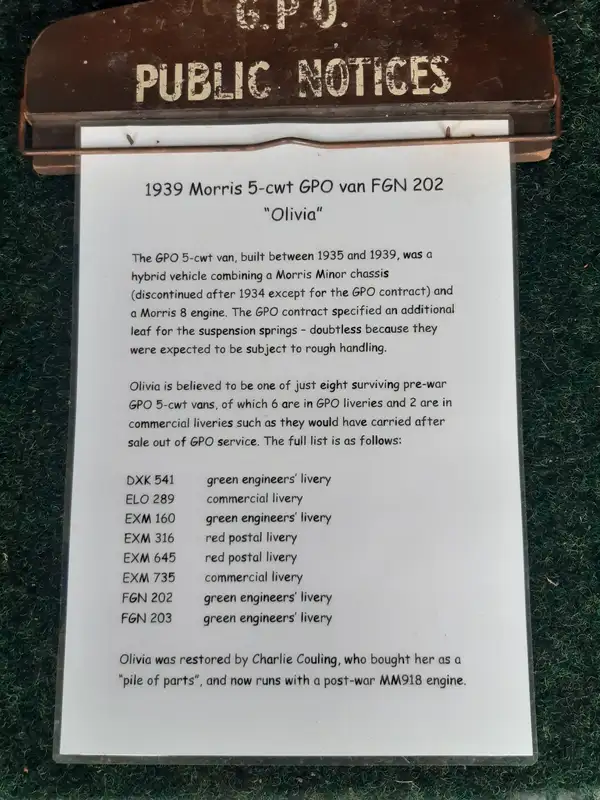 G.P.O.
PUBLIC NOTICES
1939 Morris 5-cwt GPO van FGN 202
“Olivia”
The GPO 5-cwt van, built between 1935 and 1939, was a
hybrid vehicle combining a Morris Minor chassis
(discontinued after 1934 except for the GPO contract) and
a Morris 8 engine. The GPO contract specified an additional
leaf for the suspension springs – doubtless because they
were expected to be subject to rough handling.
Olivia is believed to be one of just eight surviving pre-war
GPO 5-cwt vans, of which 6 are in GPO liveries and 2 are in
commercial liveries such as they would have carried after
sale out of GPO service. The full list is as follows:
DXK 541 green engineers’ livery
ELO 289 commercial livery
EXM 160 green engineers’ livery
EXM 316 red postal livery
EXM 645 red postal livery
EXM 735 commercial livery
FGN 202 green engineers’ livery
FGN 203 green engineers’ livery
Olivia was restored by Charlie Couling, who bought her as a
“pile of parts”, and now runs with a post-war MM918 engine.